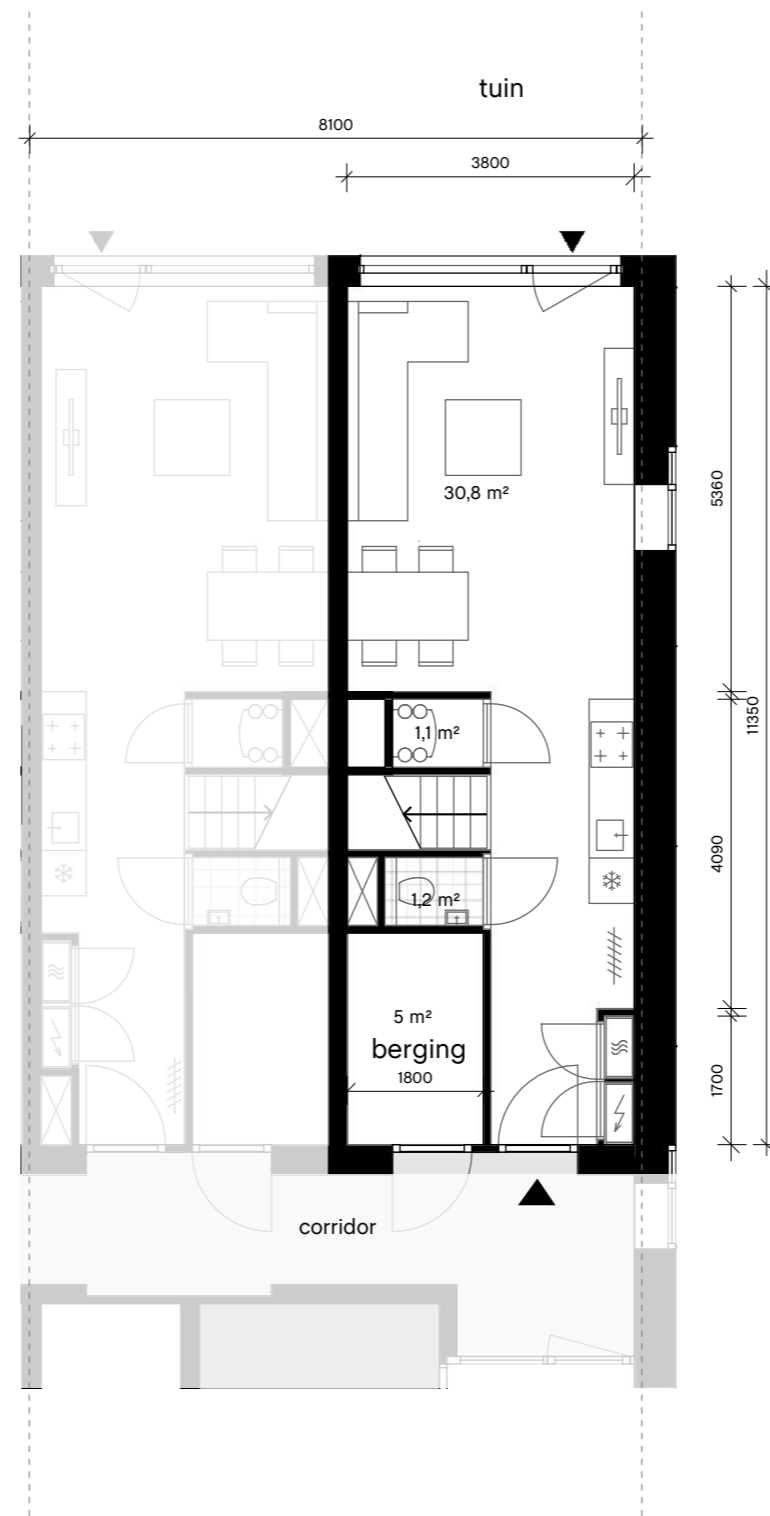 tuin
8100
3800
30,8 m²
5360
1,1 m²
11350
4090
1,2 m²
5 m²
berging
1800
1700
corridor